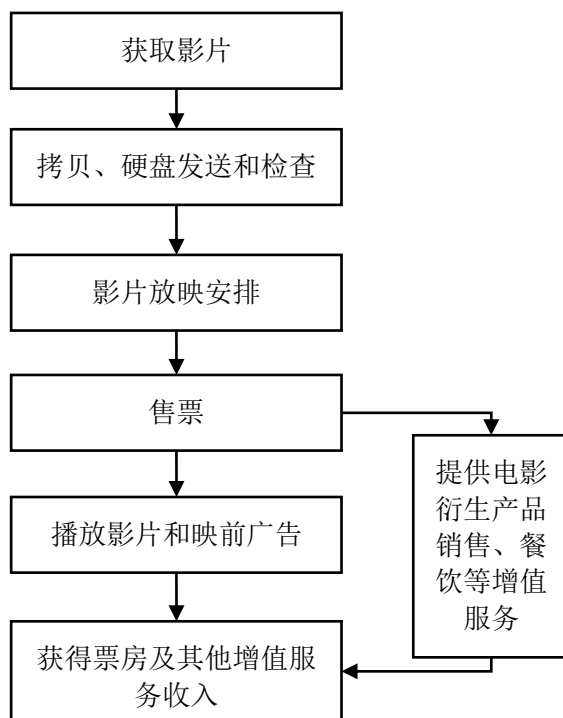 获取影片
拷贝、硬盘发送和检查
影片放映安排
售票
提供电影
衍生产品
销售、餐
饮等增值
服务
播放影片和映前广告
获得票房及其他增值服
务收入